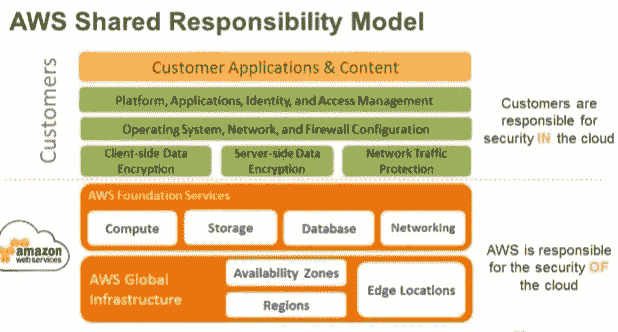 AWS Shared Responsibility Model
Customers
Customer Applications & Content
Platform, Applications, Identity, and Access Management
Operating System, Network, and Firewall Configuration
Client-side Data
Encryption
Server-side Data
Encryption
Network Traffic
Protection
Customers are
responsible for
security IN the cloud
AWS Foundation Services
Compute
Storage
Database
Networking
amazon
webservices
AWS Global
Infrastructure
Availability Zones
Regions
Edge Locations
AWS is responsible
for the security OF
the cloud